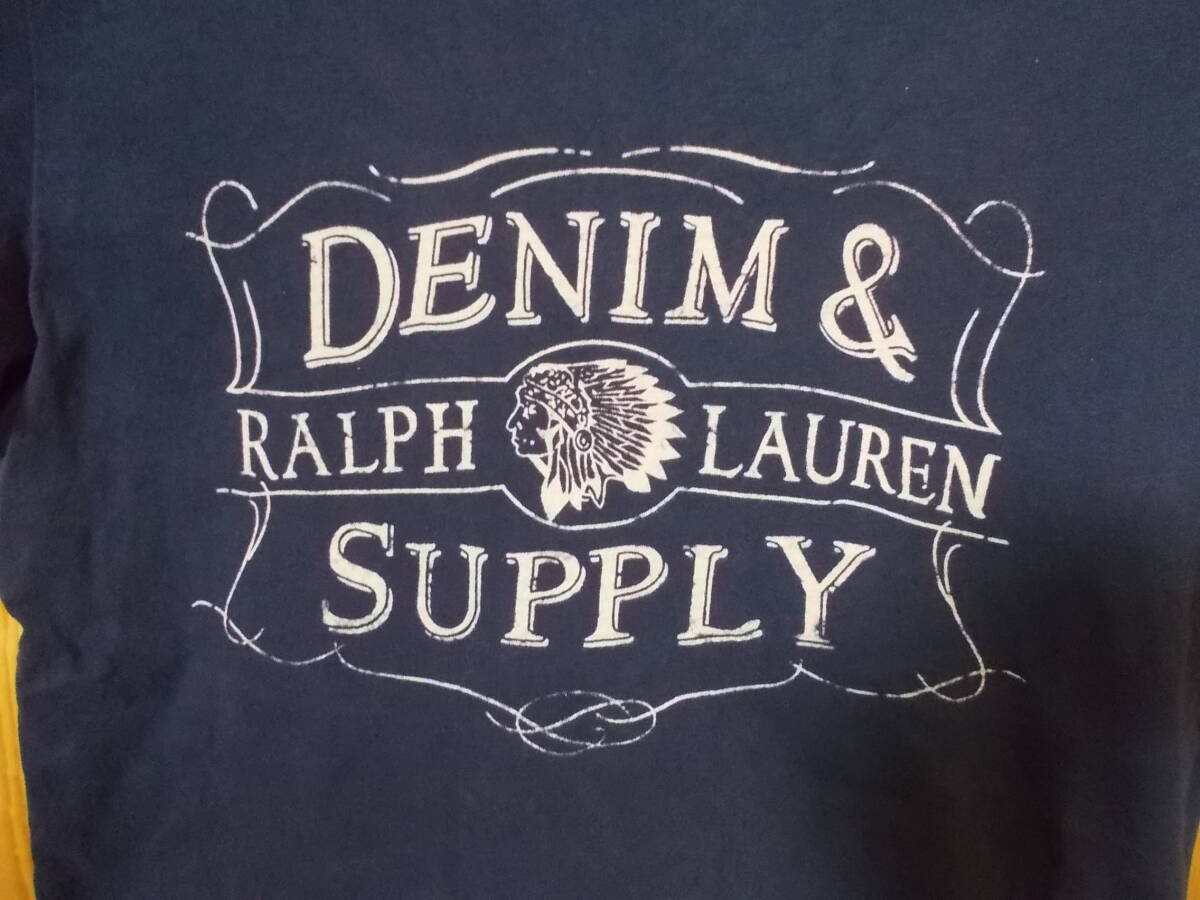 DENIM &
RALPH LAUREN
SUPPLY